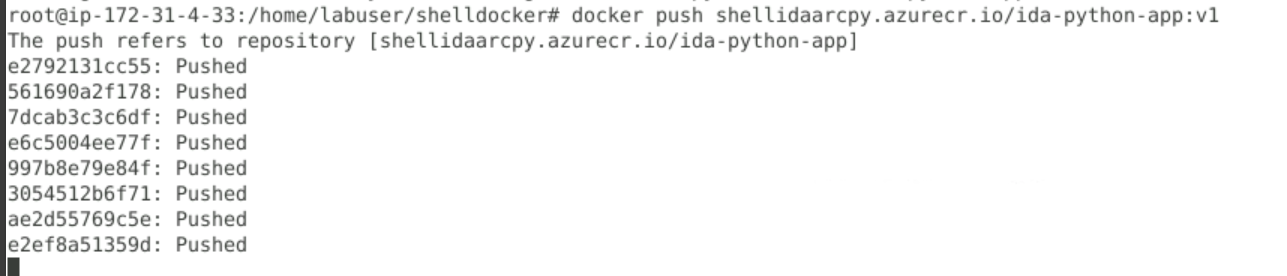 root@ip-172-31-4-33:/home/labuser/shelldocker# docker push shellidaarcpy.azurecr.io/ida-python-app:v1
The push refers to repository [shellidaarcpy.azurecr.io/ida-python-app]
e2792131cc55: Pushed
561690a2f178: Pushed
7dcab3c3c6df: Pushed
e6c5004ee77f: Pushed
997b8e79e84f: Pushed
3054512b6f71: Pushed
ae2d55769c5e: Pushed
e2ef8a51359d: Pushed